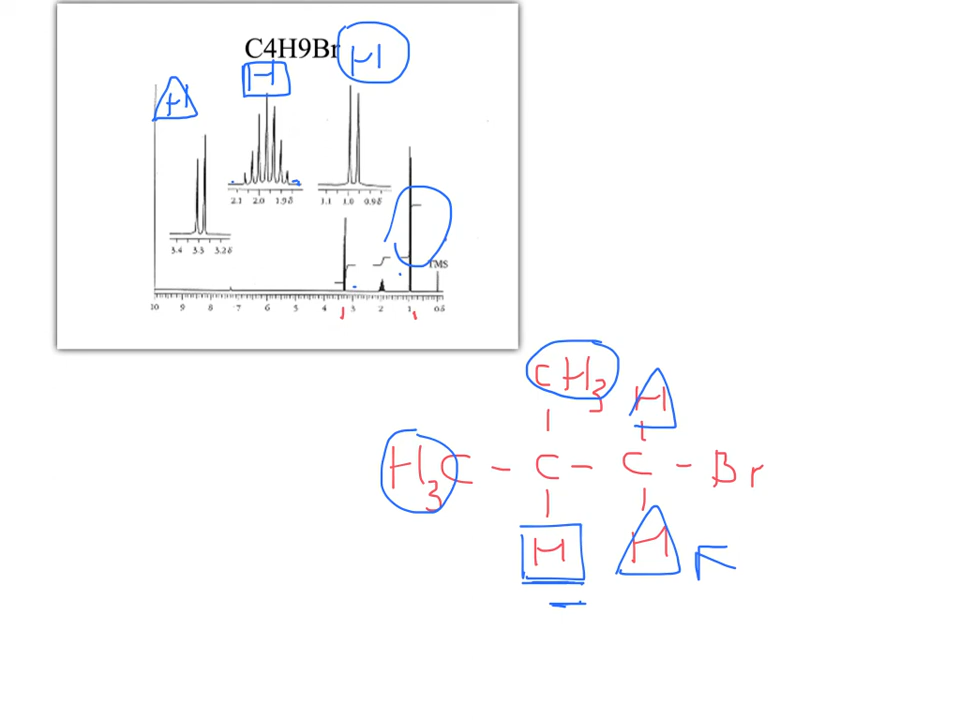 C4H9Br
H
H
H
2.1 2.0 1.9δ
1.1 1.0 0.9δ
3.4 3.3 3.2δ
TMS
10 9 8 7 6 5 4 3 2 1 0δ
CH3 H
H3C - C - C - Br
H H